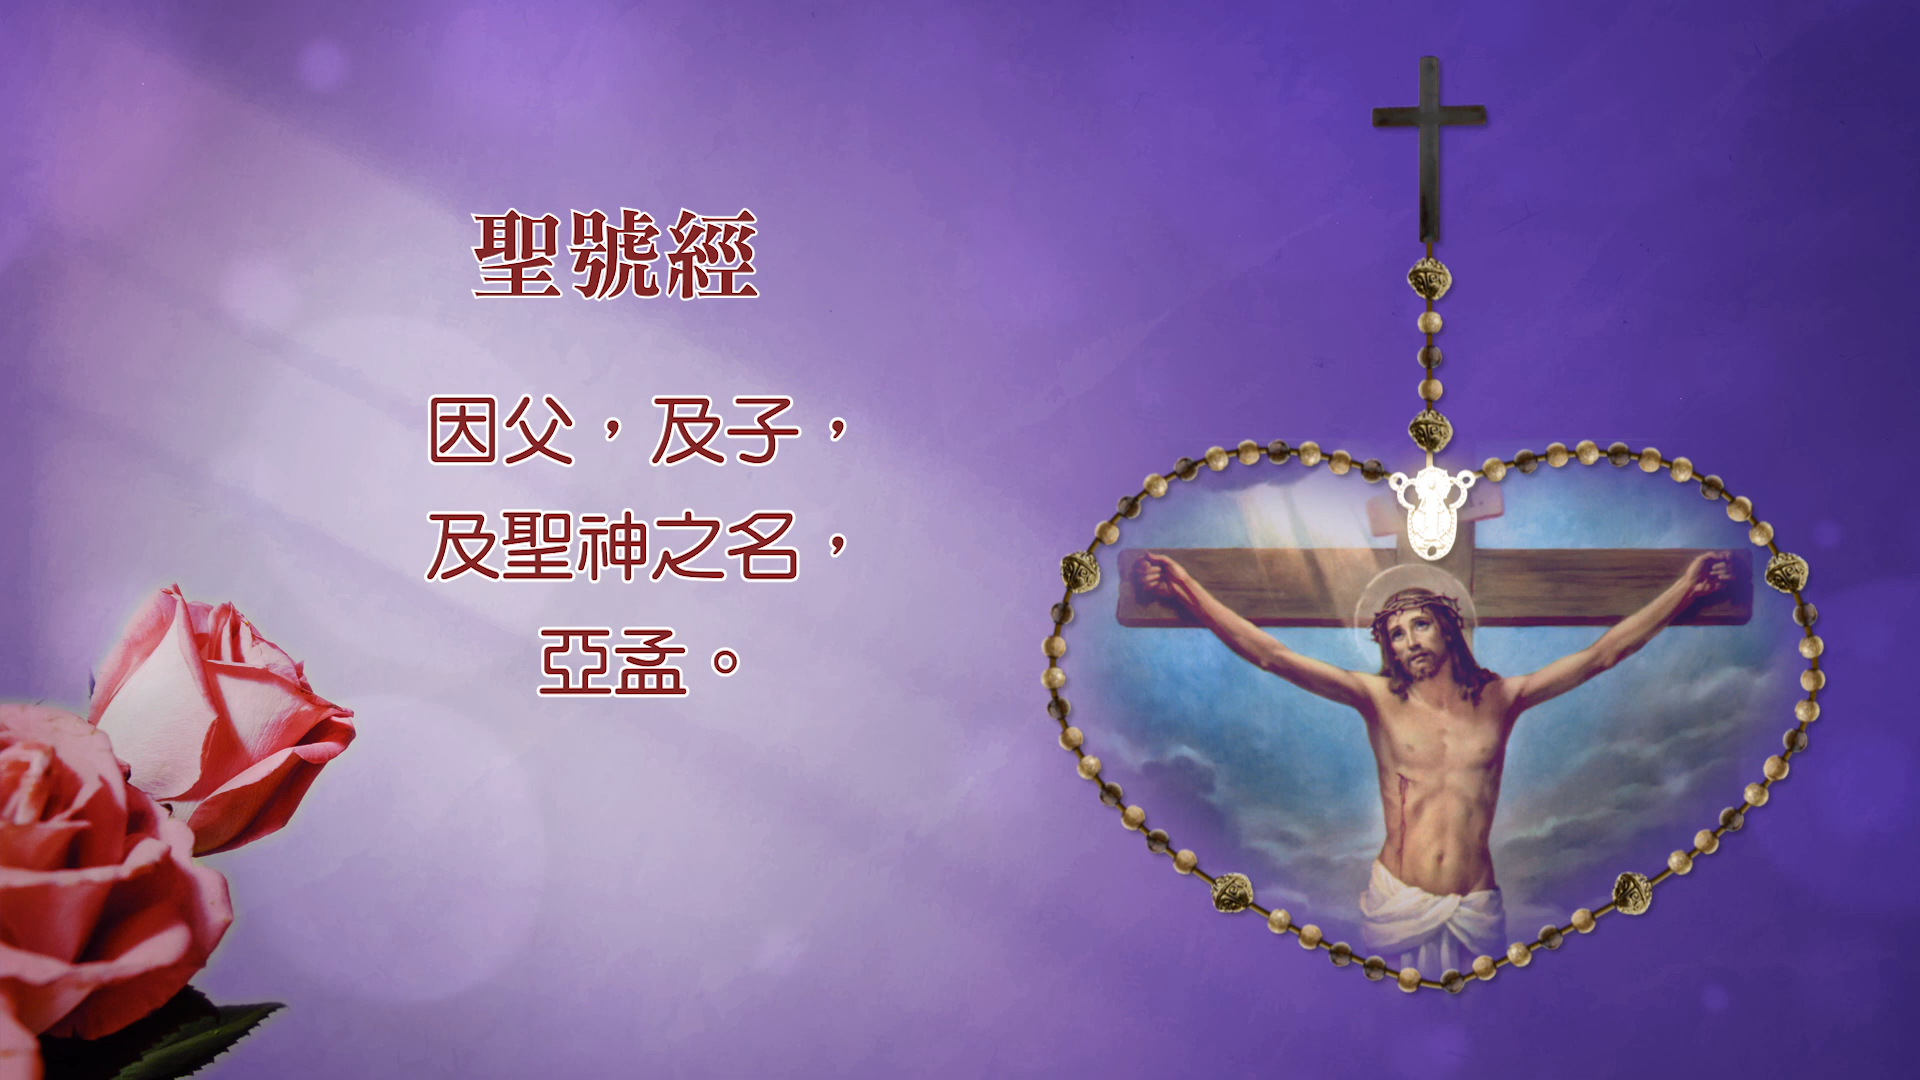 聖號經
因父，及子，
及聖神之名，
亞孟。